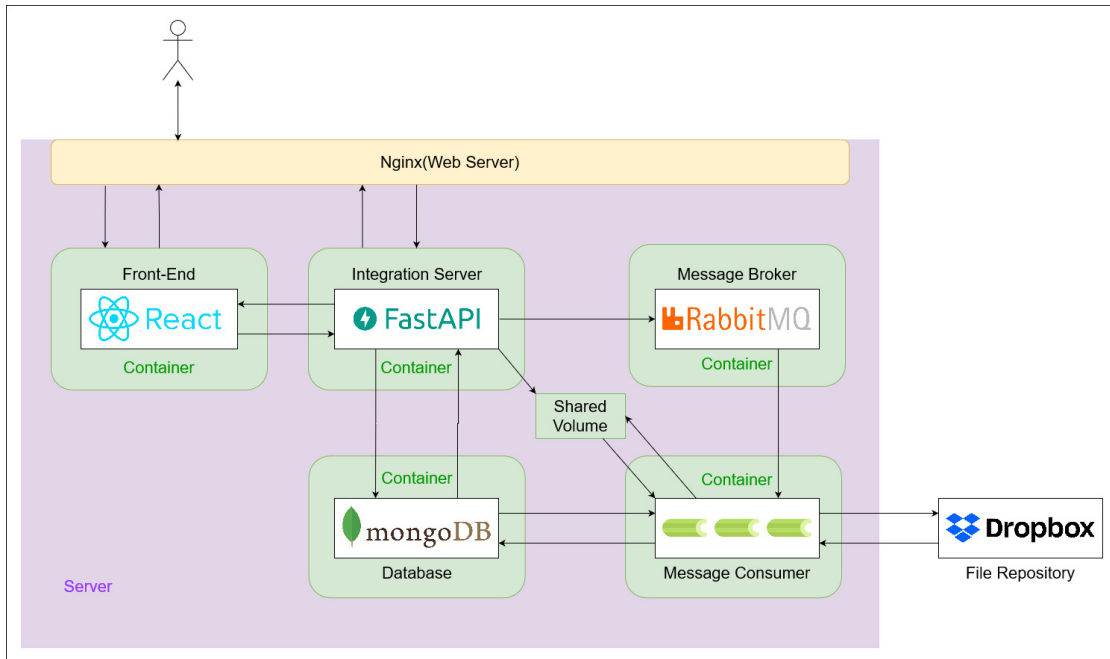 Nginx(Web Server)
Front-End
React
Container
Integration Server
FastAPI
Container
Message Broker
RabbitMQ
Container
Shared
Volume
Container
mongoDB
Database
Container
Message Consumer
Dropbox
File Repository
Server